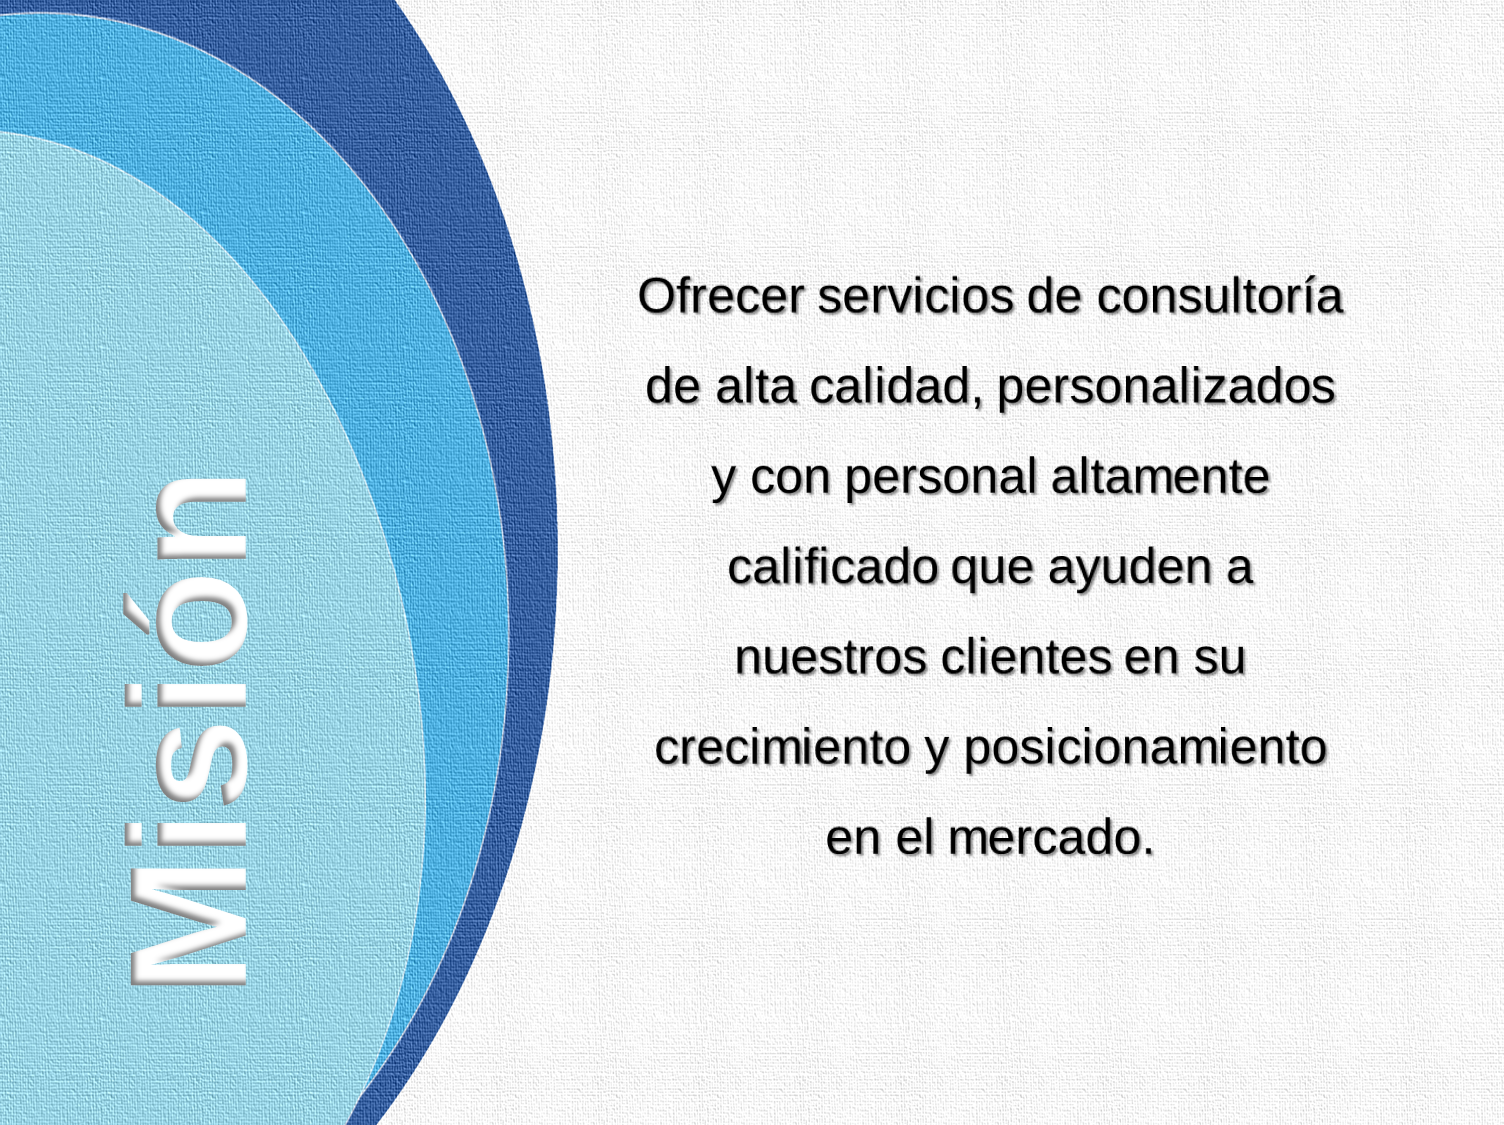 Misión
Ofrecer servicios de consultoría
de alta calidad, personalizados
y con personal altamente
calificado que ayuden a
nuestros clientes en su
crecimiento y posicionamiento
en el mercado.